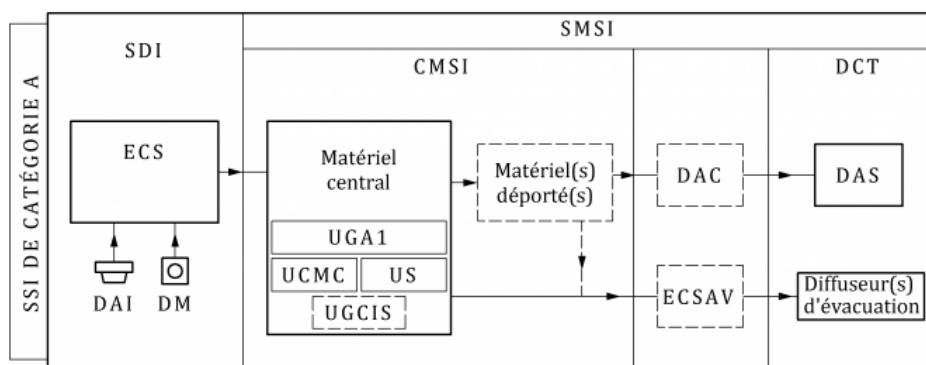 SSI DE CATÉGORIE A
SDI
SMSI
CMSI
DCT
ECS
DAI
DM
Matériel
central
UGA1
UCMC
US
UGCIS
Matériel(s)
déporté(s)
DAC
DAS
ECSAV
Diffuseur(s)
d'évacuation